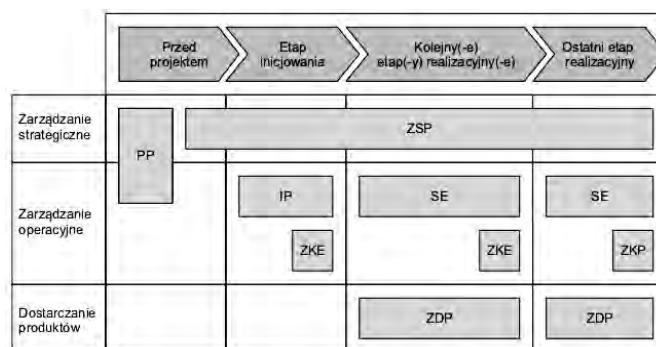 Przed
projektem
Etap
inicjowania
Kolejny(-e)
etap(-y) realizacyjny(-e)
Ostatni etap
realizacyjny
Zarządzanie
strategiczne
PP
ZSP
Zarządzanie
operacyjne
IP
SE
SE
ZKE
ZKE
ZKP
Dostarczanie
produktów
ZDP
ZDP